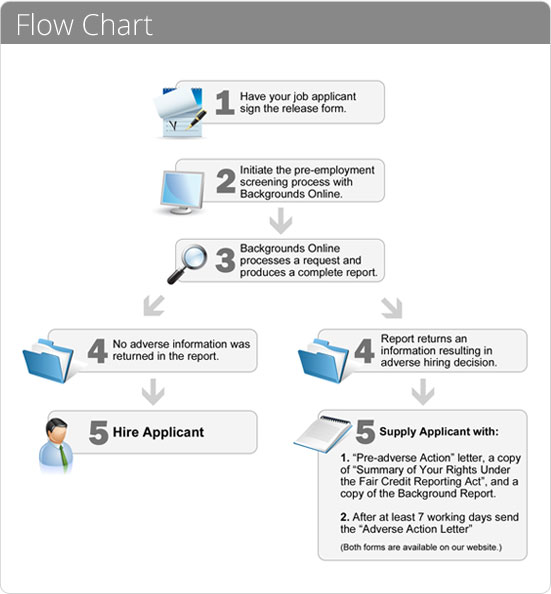 Flow Chart
1 Have your job applicant
sign the release form.
2 Initiate the pre-employment
screening process with
Backgrounds Online.
3 Backgrounds Online
processes a request and
produces a complete report.
4 No adverse information was
returned in the report.
5 Hire Applicant
4 Report returns an
information resulting in
adverse hiring decision.
5 Supply Applicant with:
1. “Pre-adverse Action” letter, a copy
of “Summary of Your Rights Under
the Fair Credit Reporting Act”, and a
copy of the Background Report.
2. After at least 7 working days send
the “Adverse Action Letter”
(Both forms are available on our website.)